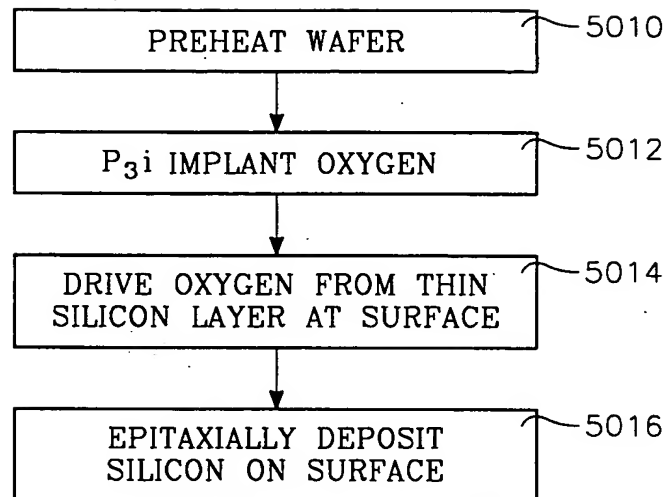 PREHEAT WAFER
5010
P₃i IMPLANT OXYGEN
5012
DRIVE OXYGEN FROM THIN
SILICON LAYER AT SURFACE
5014
EPITAXIALLY DEPOSIT
SILICON ON SURFACE
5016